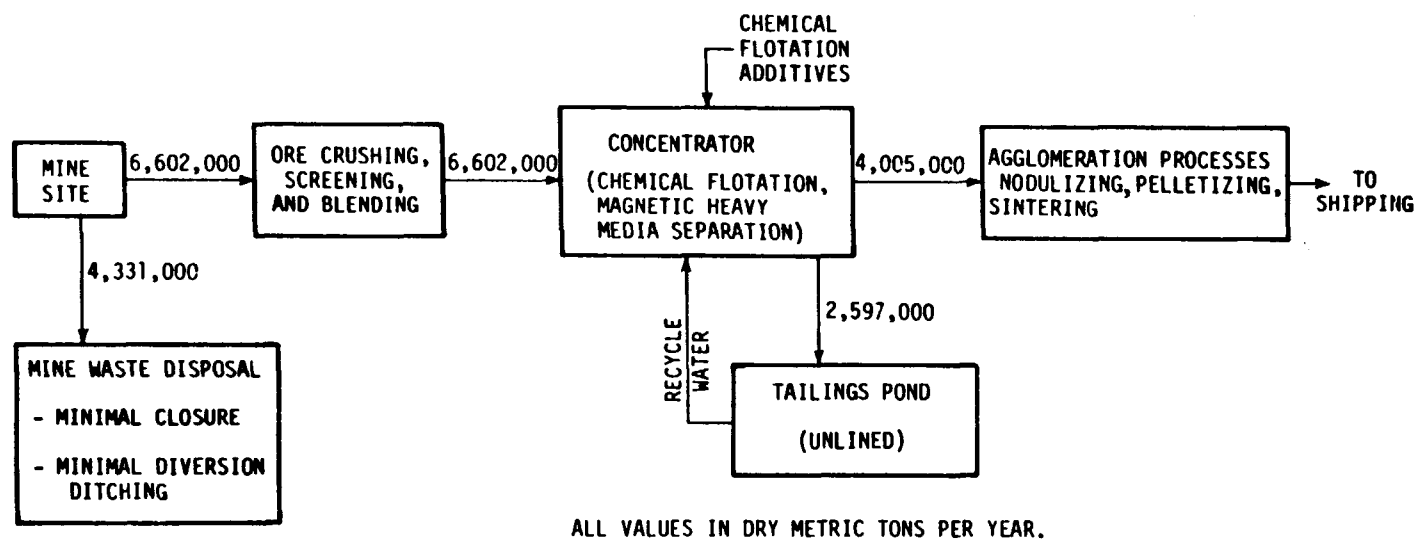 CHEMICAL
FLOTATION
ADDITIVES
MINE
SITE
6,602,000
ORE CRUSHING,
SCREENING,
AND BLENDING
6,602,000
CONCENTRATOR
(CHEMICAL FLOTATION,
MAGNETIC HEAVY
MEDIA SEPARATION)
4,005,000
AGGLOMERATION PROCESSES
NODULIZING, PELLETIZING,
SINTERING
TO
SHIPPING
4,331,000
MINE WASTE DISPOSAL
- MINIMAL CLOSURE
- MINIMAL DIVERSION
DITCHING
RECYCLE
WATER
2,597,000
TAILINGS POND
(UNLINED)
ALL VALUES IN DRY METRIC TONS PER YEAR.